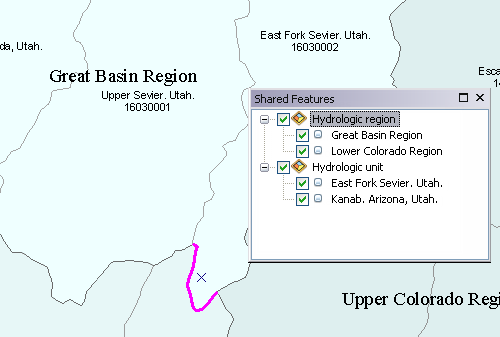 East Fork Sevier. Utah.
16030002
da, Utah.
Great Basin Region
Esca
14
Upper Sevier. Utah.
16030001
Shared Features
Hydrologic region
Great Basin Region
Lower Colorado Region
Hydrologic unit
East Fork Sevier. Utah.
Kanab. Arizona, Utah.
Upper Colorado Regi